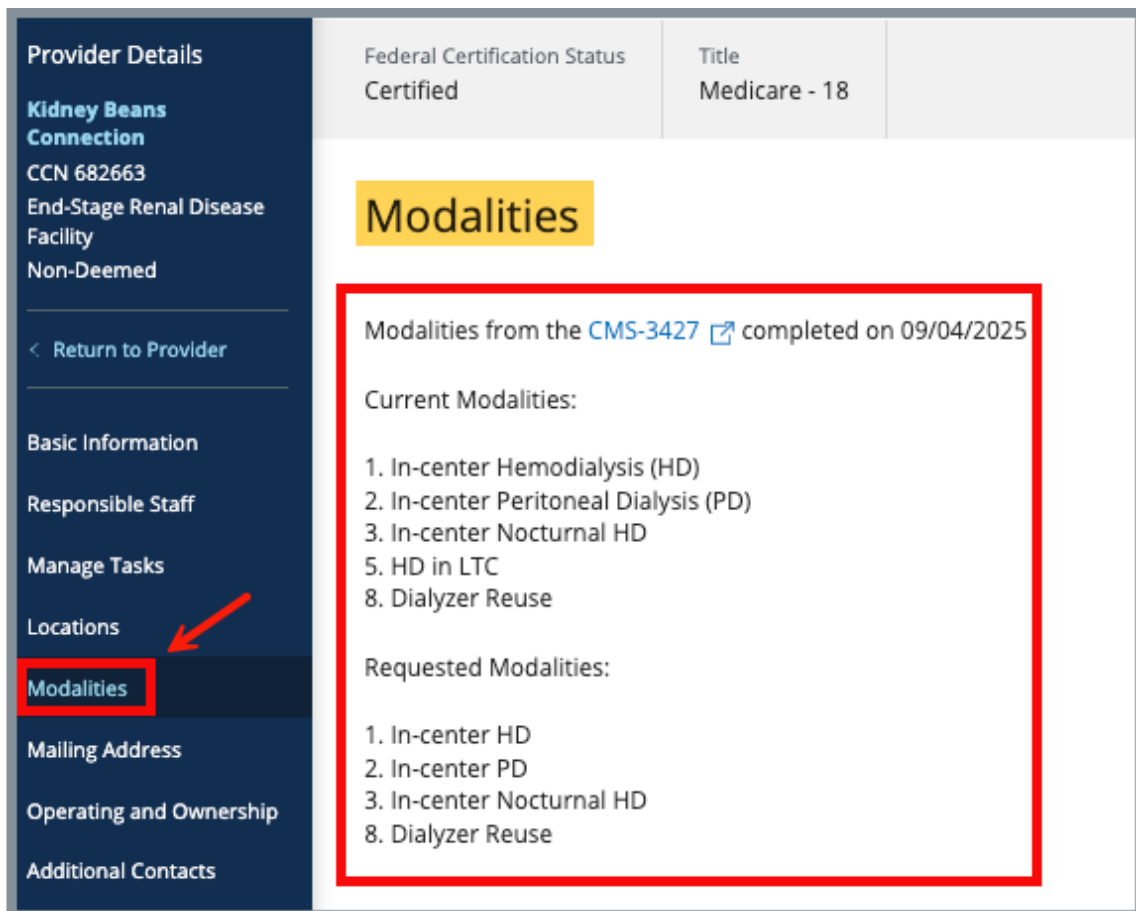 Provider Details
Kidney Beans
Connection
CCN 682663
End-Stage Renal Disease
Facility
Non-Deemed
< Return to Provider
Basic Information
Responsible Staff
Manage Tasks
Locations
Modalities
Mailing Address
Operating and Ownership
Additional Contacts
Federal Certification Status
Certified
Title
Medicare - 18
Modalities
Modalities from the CMS-3427 completed on 09/04/2025
Current Modalities:
1. In-center Hemodialysis (HD)
2. In-center Peritoneal Dialysis (PD)
3. In-center Nocturnal HD
5. HD in LTC
8. Dialyzer Reuse
Requested Modalities:
1. In-center HD
2. In-center PD
3. In-center Nocturnal HD
8. Dialyzer Reuse